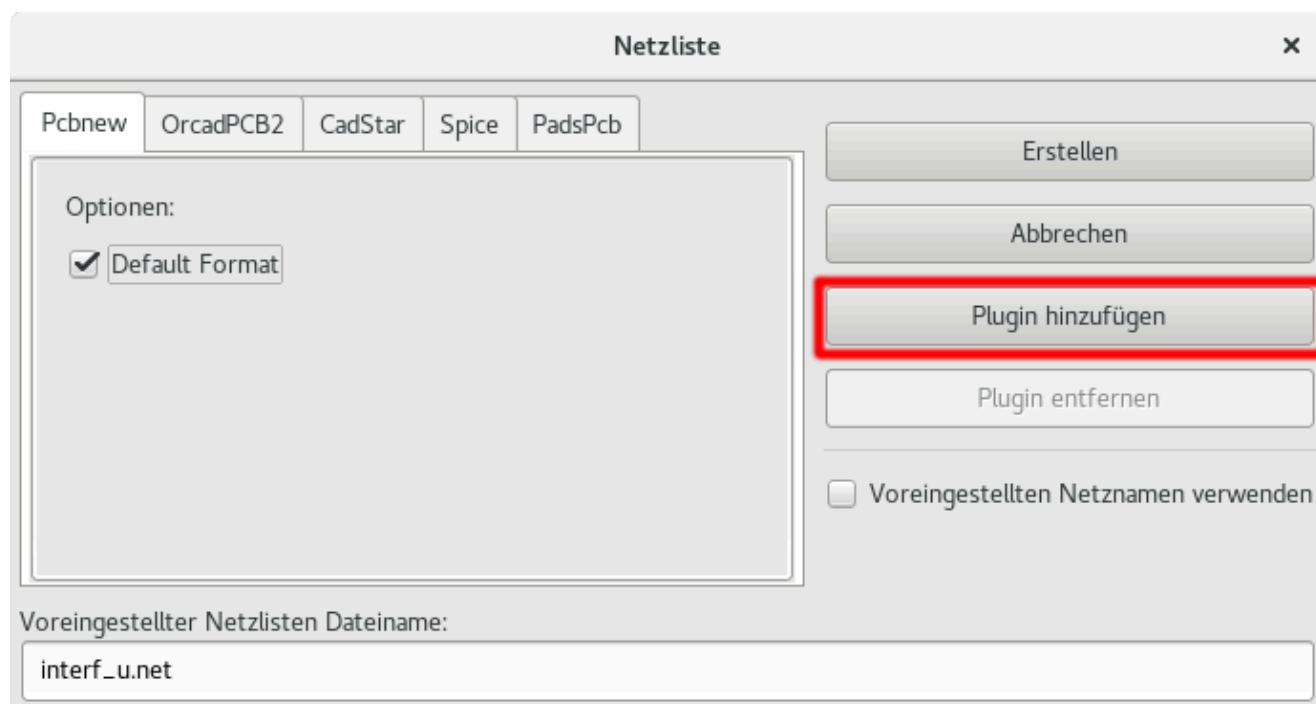 Netzliste
Pcbnew OrcadPCB2 CadStar Spice PadsPcb
Optionen:
Default Format
Erstellen
Abbrechen
Plugin hinzufügen
Plugin entfernen
Voreingestellten Netznamen verwenden
Voreingestellter Netzlisten Dateiname:
interf_u.net